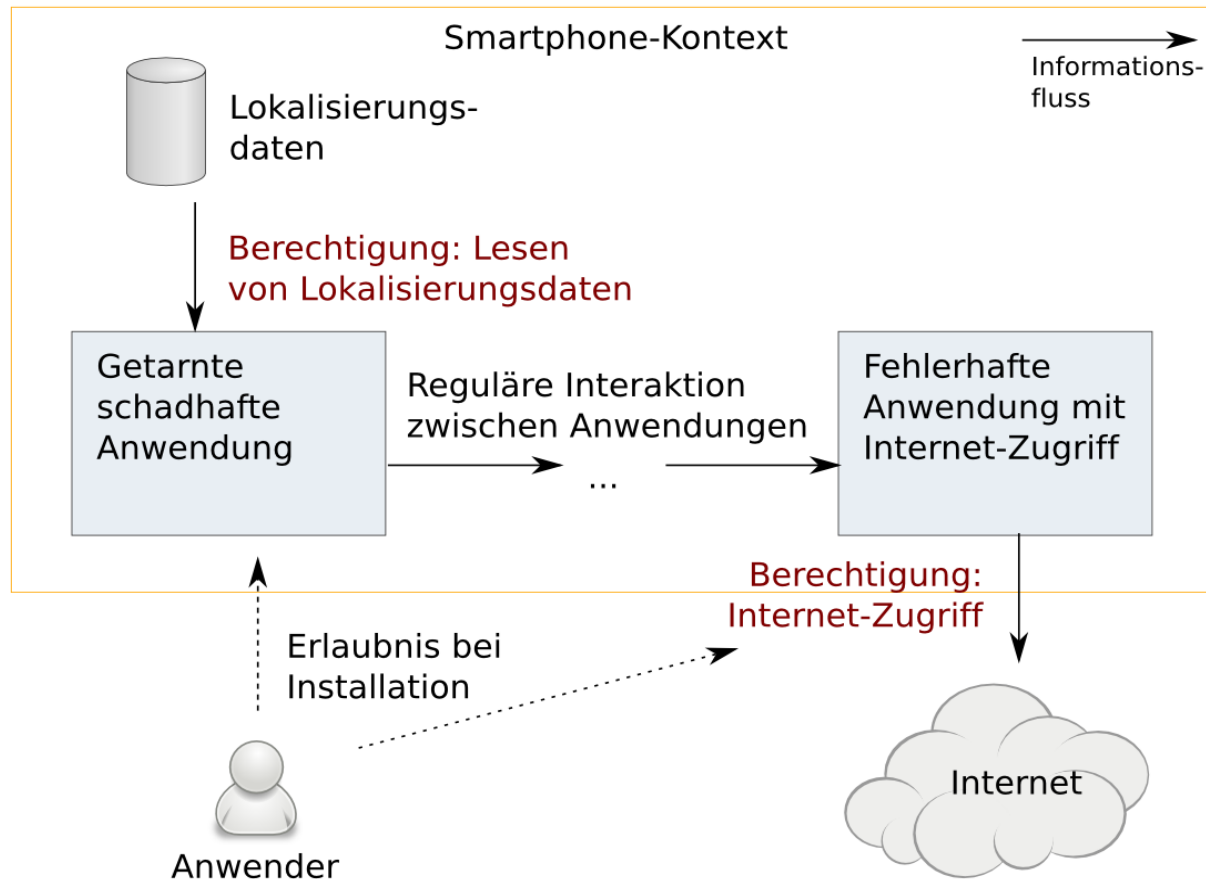 Smartphone-Kontext
Informations-
fluss
Lokalisierungs-
daten
Berechtigung: Lesen
von Lokalisierungsdaten
Getarnte
schadhafte
Anwendung
Reguläre Interaktion
zwischen Anwendungen
...
Fehlerhafte
Anwendung mit
Internet-Zugriff
Berechtigung:
Internet-Zugriff
Erlaubnis bei
Installation
Internet
Anwender